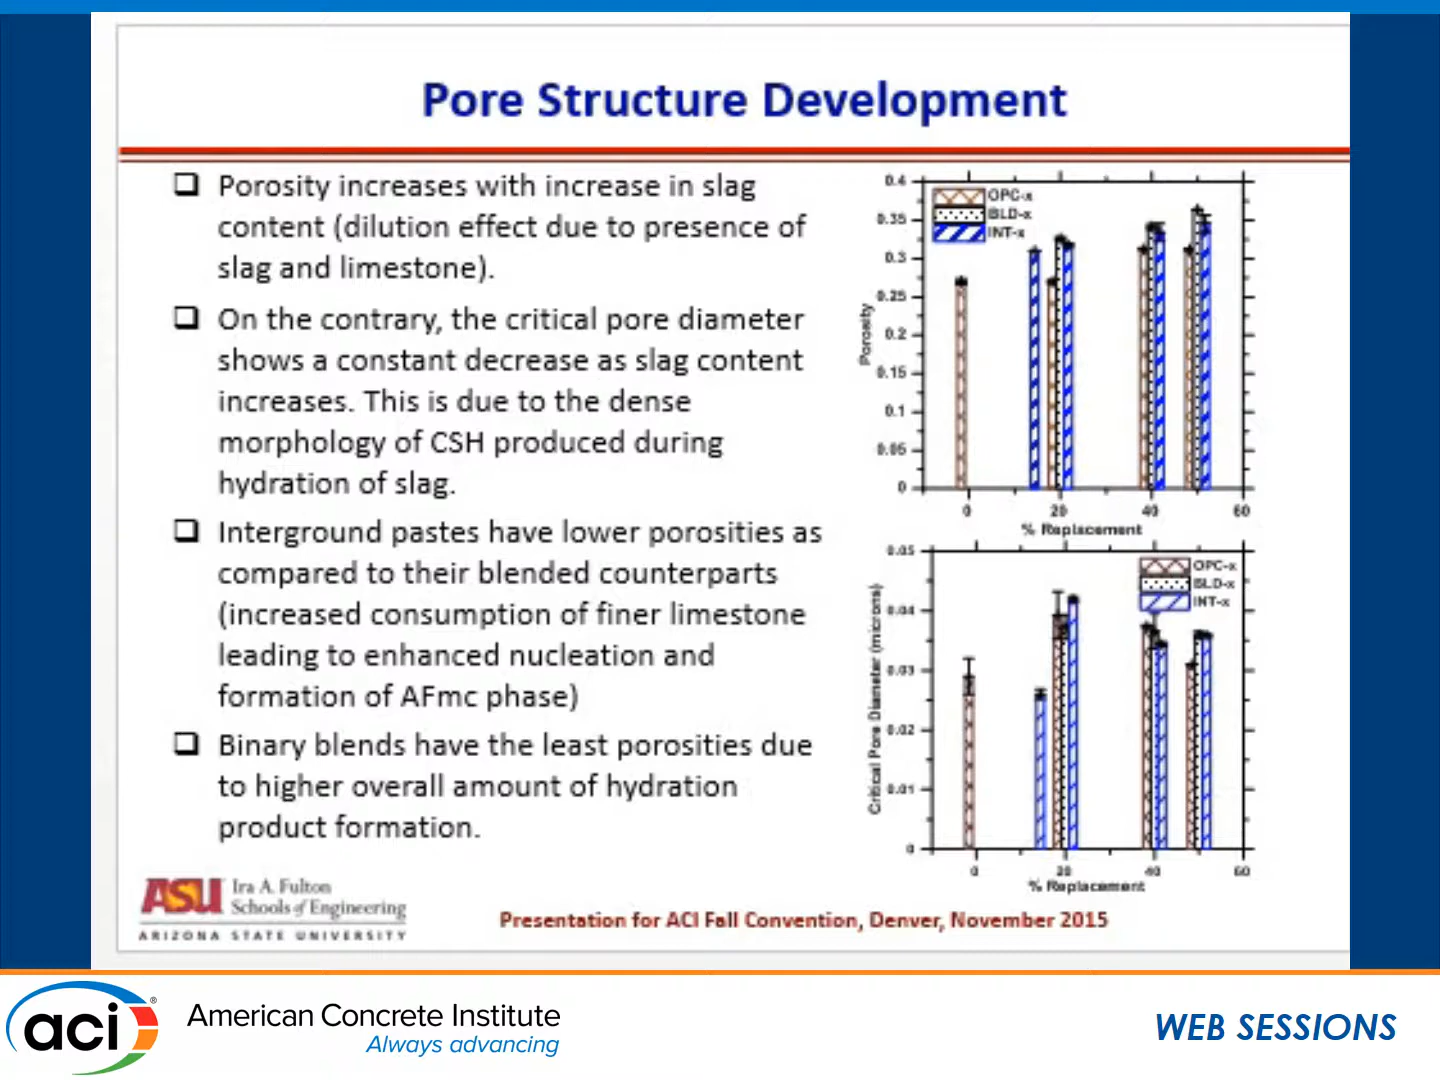 Pore Structure Development
❑ Porosity increases with increase in slag
content (dilution effect due to presence of
slag and limestone).
❑ On the contrary, the critical pore diameter
shows a constant decrease as slag content
increases. This is due to the dense
morphology of CSH produced during
hydration of slag.
❑ Interground pastes have lower porosities as
compared to their blended counterparts
(increased consumption of finer limestone
leading to enhanced nucleation and
formation of AFmc phase)
❑ Binary blends have the least porosities due
to higher overall amount of hydration
product formation.
0.4
0.35
0.3
0.25
0.2
0.15
0.1
0.05
0
Porosity
OPC-x
BLD-x
INT-x
0 20 40 60
% Replacement
0.05
0.04
0.03
0.02
0.01
0
Critical Pore Diameter (microns)
OPC-x
BLD-x
INT-x
0 20 40 60
% Replacement
ASU Ira A. Fulton
Schools of Engineering
ARIZONA STATE UNIVERSITY
Presentation for ACI Fall Convention, Denver, November 2015
aci®
American Concrete Institute
Always advancing
WEB SESSIONS